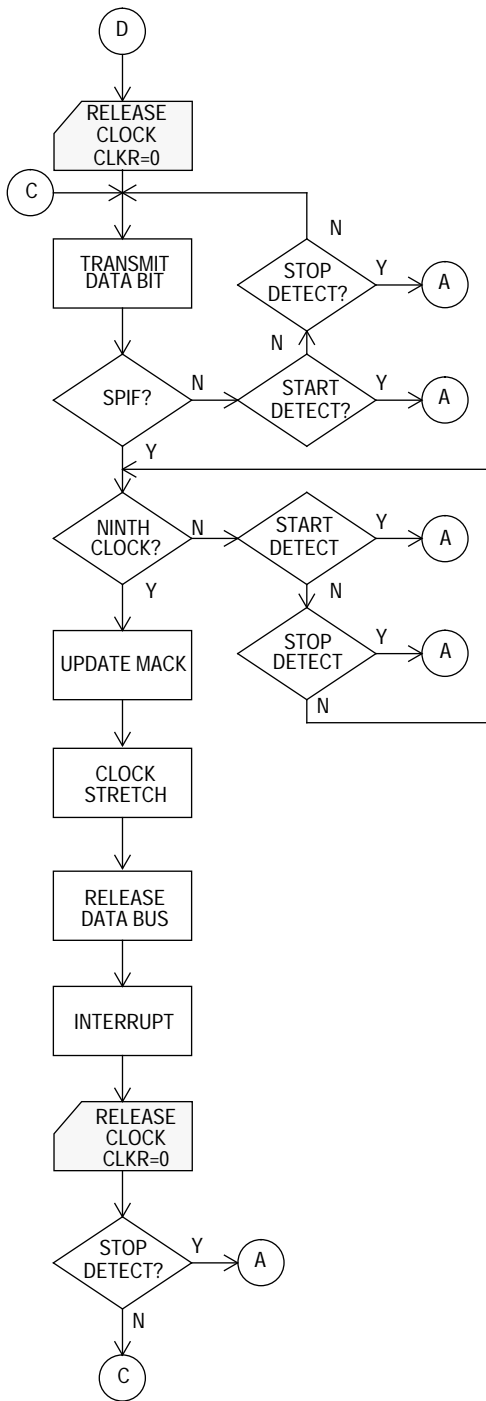 D
RELEASE
CLOCK
CLKR=0
C
N
TRANSMIT
DATA BIT
STOP
DETECT?
Y
A
N
SPIF?
N
START
DETECT?
Y
A
Y
NINTH
CLOCK?
N
START
DETECT
Y
A
Y
N
UPDATE MACK
STOP
DETECT
Y
A
N
CLOCK
STRETCH
RELEASE
DATA BUS
INTERRUPT
RELEASE
CLOCK
CLKR=0
STOP
DETECT?
Y
A
N
C